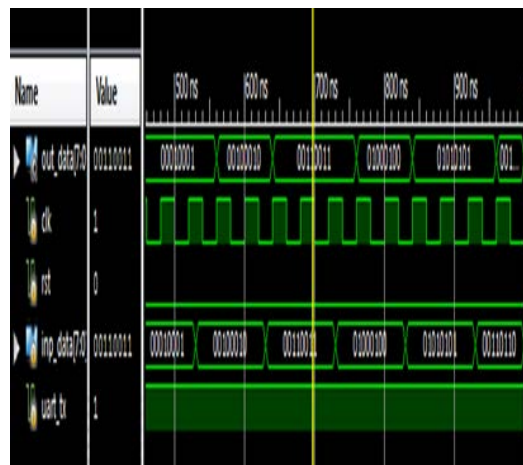 Name Value 500 ns 600 ns 700 ns 800 ns 900 ns
out_data[7:0] 00110011 00010001 00100010 00110011 01000100 01010101 001...
clk 1
rst 0
inp_data[7:0] 00110011 00010001 00100010 00110011 01000100 01010101 00110110
uart_tx 1